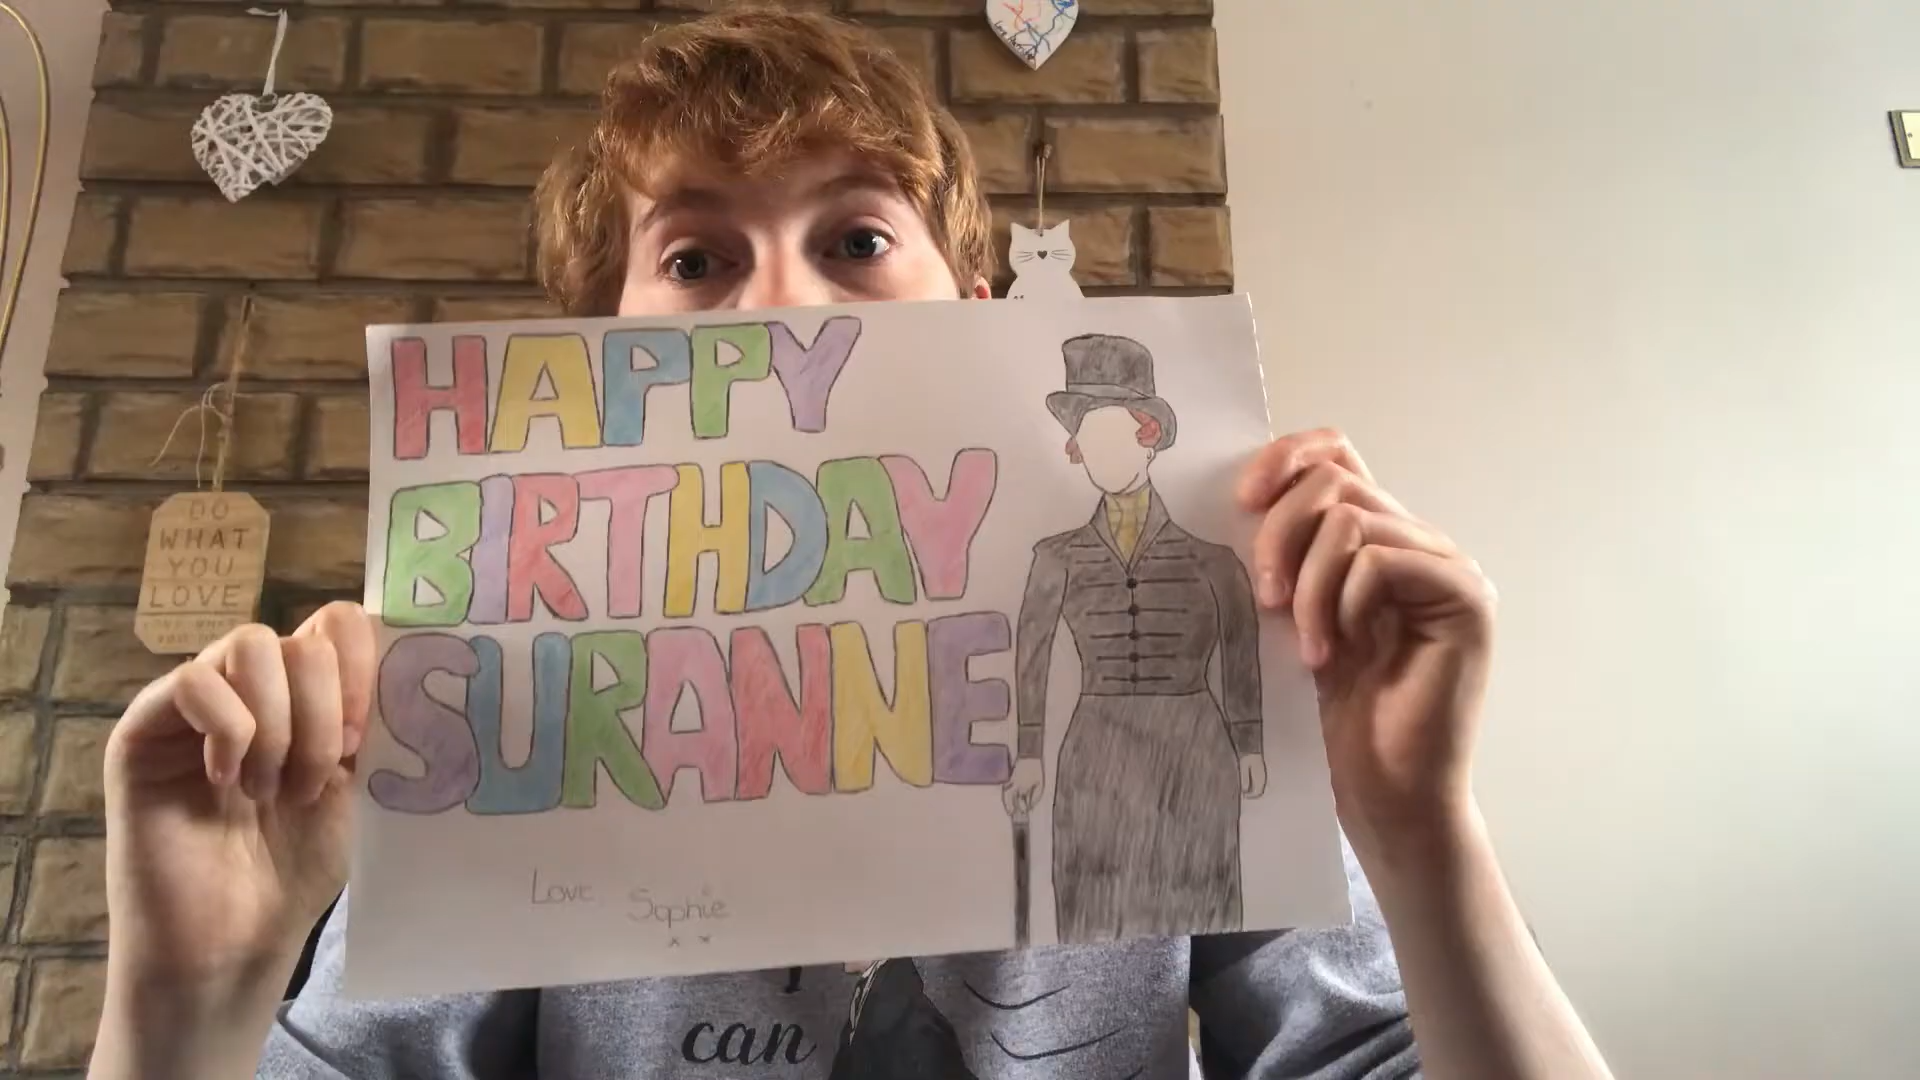 HAPPY
BIRTHDAY
SURANNE
Love Sophie
x x
DO
WHAT
YOU
LOVE
can